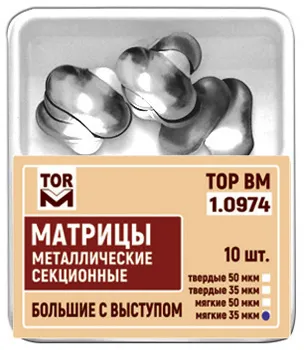 TOR
M
ТОР ВМ
1.0974
МАТРИЦЫ
МЕТАЛЛИЧЕСКИЕ
СЕКЦИОННЫЕ
10 шт.
твердые 50 мкм
твердые 35 мкм
мягкие 50 мкм
мягкие 35 мкм
БОЛЬШИЕ С ВЫСТУПОМ